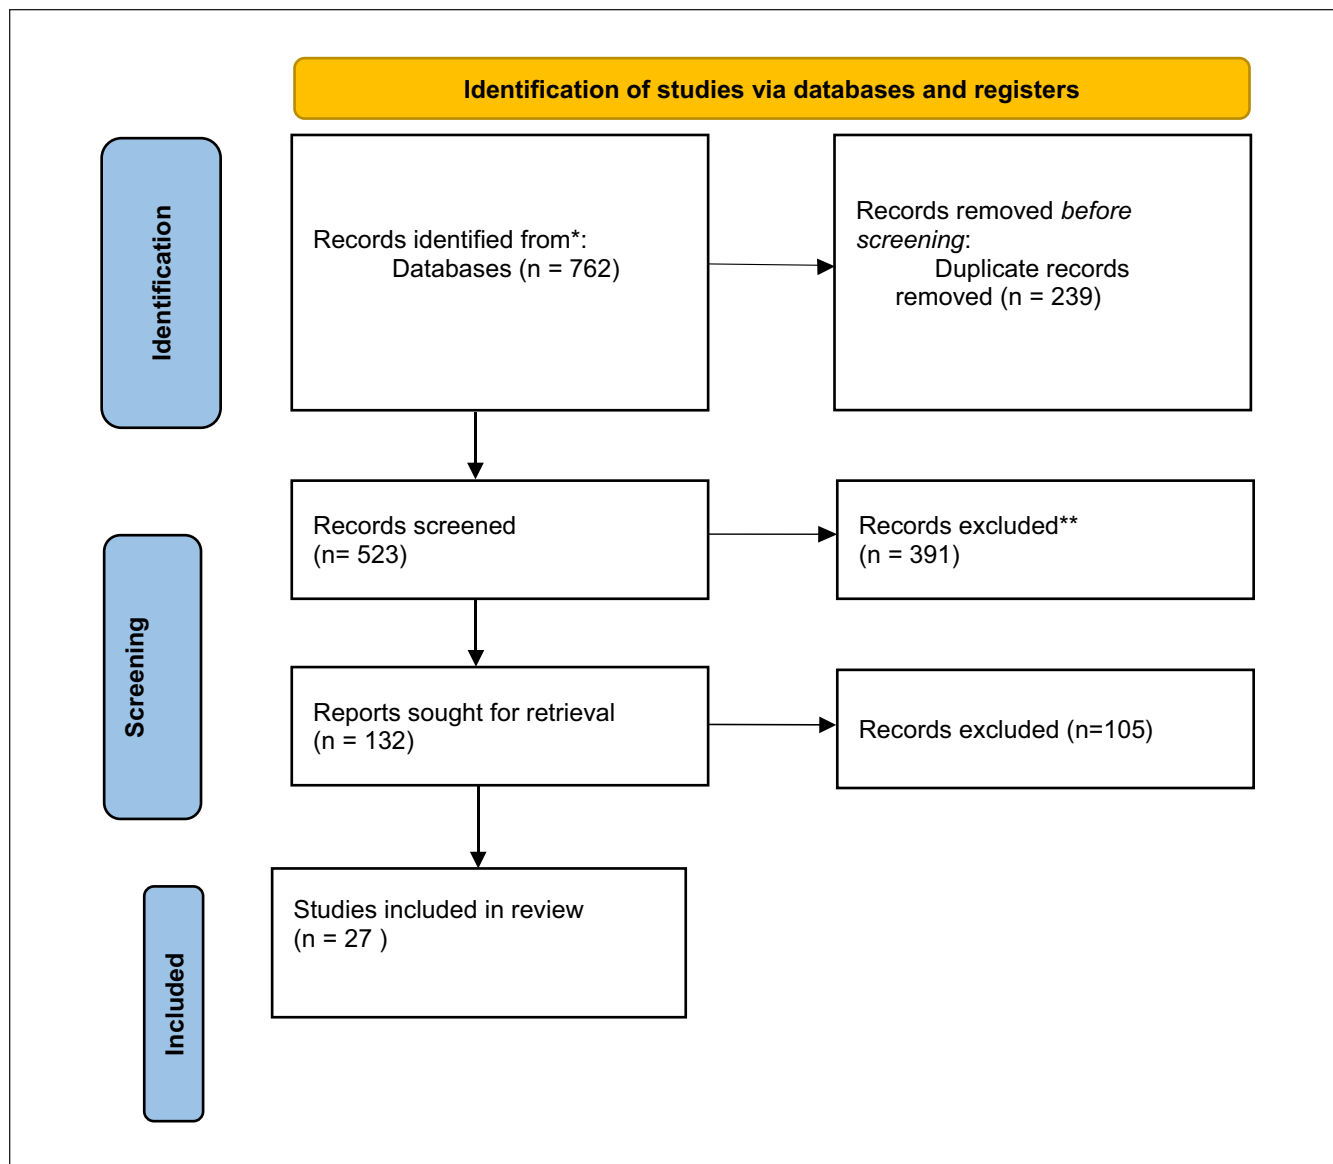 Identification of studies via databases and registers
Identification
Records identified from*:
Databases (n = 762)
Records removed before
screening:
Duplicate records
removed (n = 239)
Screening
Records screened
(n= 523)
Records excluded**
(n = 391)
Reports sought for retrieval
(n = 132)
Records excluded (n=105)
Included
Studies included in review
(n = 27 )